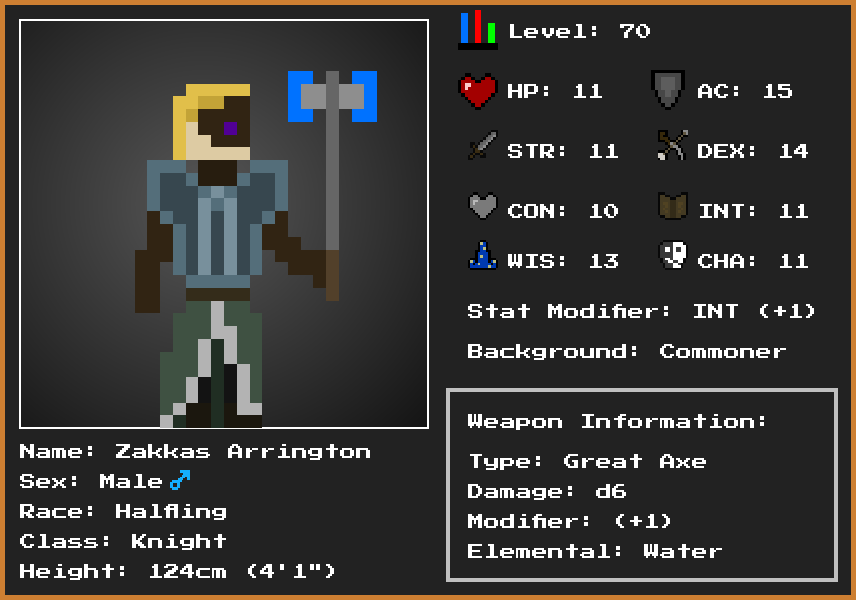 Level: 70
HP: 11
AC: 15
STR: 11
DEX: 14
CON: 10
INT: 11
WIS: 13
CHA: 11
Stat Modifier: INT (+1)
Background: Commoner
Weapon Information:
Type: Great Axe
Damage: d6
Modifier: (+1)
Elemental: Water
Name: Zakkas Arrington
Sex: Male ♂
Race: Halfling
Class: Knight
Height: 124cm (4'1")